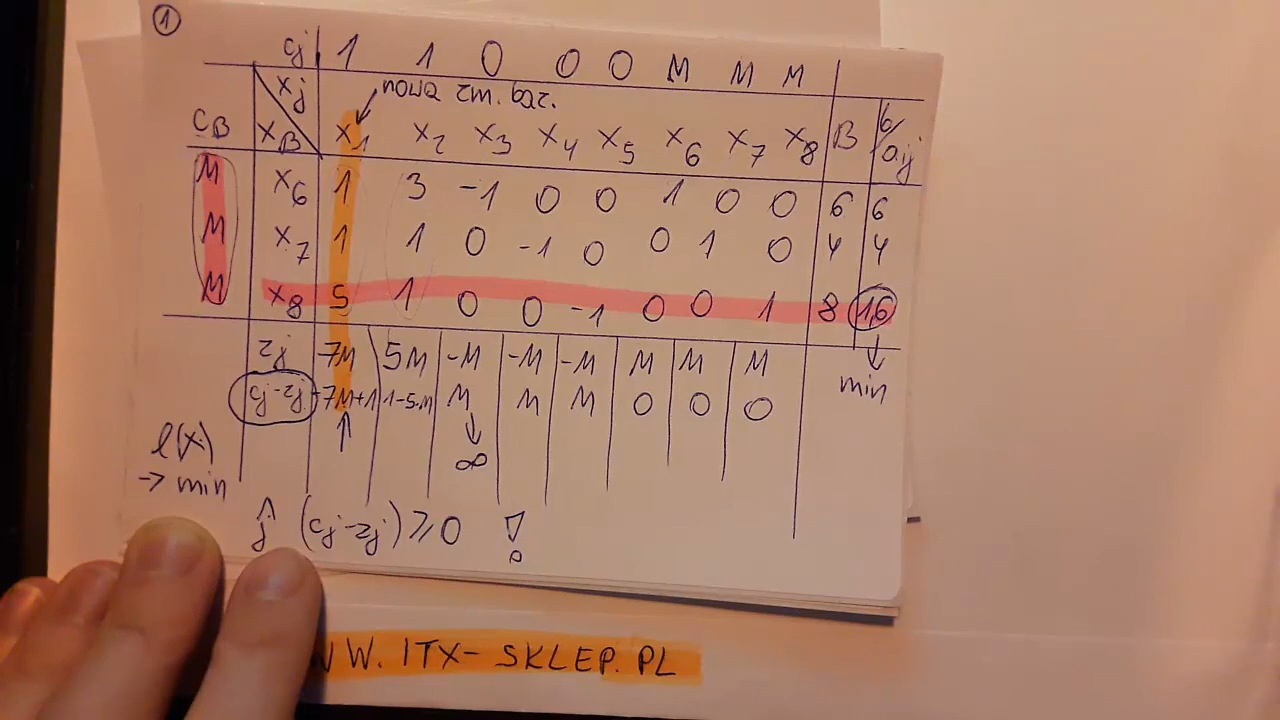 1
cj 1 1 0 0 0 M M M
xj nowa zm. baz.
CB xB x1 x2 x3 x4 x5 x6 x7 x8 B b/aij
M x6 1 3 -1 0 0 1 0 0 6 6
M x7 1 1 0 -1 0 0 1 0 4 4
M x8 5 1 0 0 -1 0 0 1 8 1,6
zj 7M 5M -M -M -M M M M min
cj-zj -7M+1 1-5M M M M 0 0 0
l(x) ∞
→ min
^j (cj-zj) ≥ 0 !
WW. ITX-SKLEP.PL